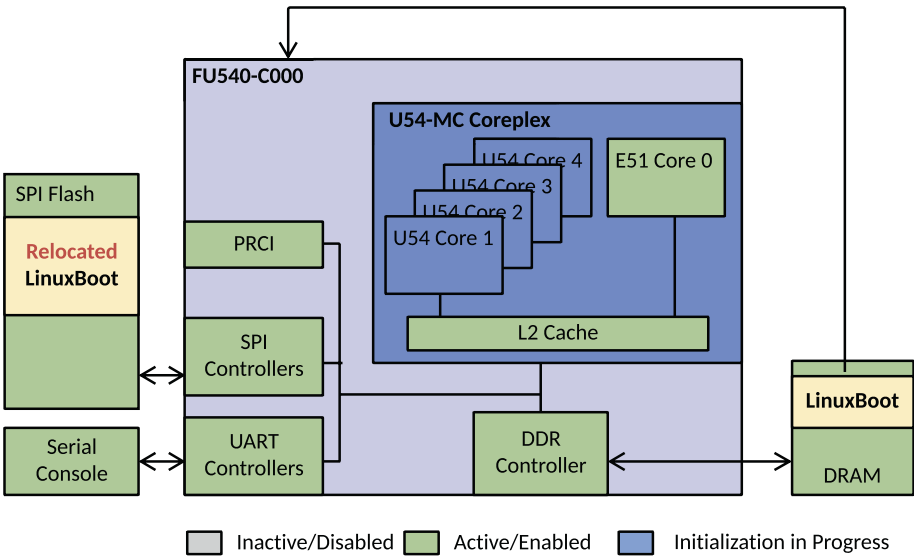 FU540-C000
U54-MC Coreplex
U54 Core 4
U54 Core 3
U54 Core 2
U54 Core 1
E51 Core 0
L2 Cache
SPI Flash
Relocated
LinuxBoot
PRCI
SPI
Controllers
UART
Controllers
Serial
Console
DDR
Controller
LinuxBoot
DRAM
Inactive/Disabled
Active/Enabled
Initialization in Progress